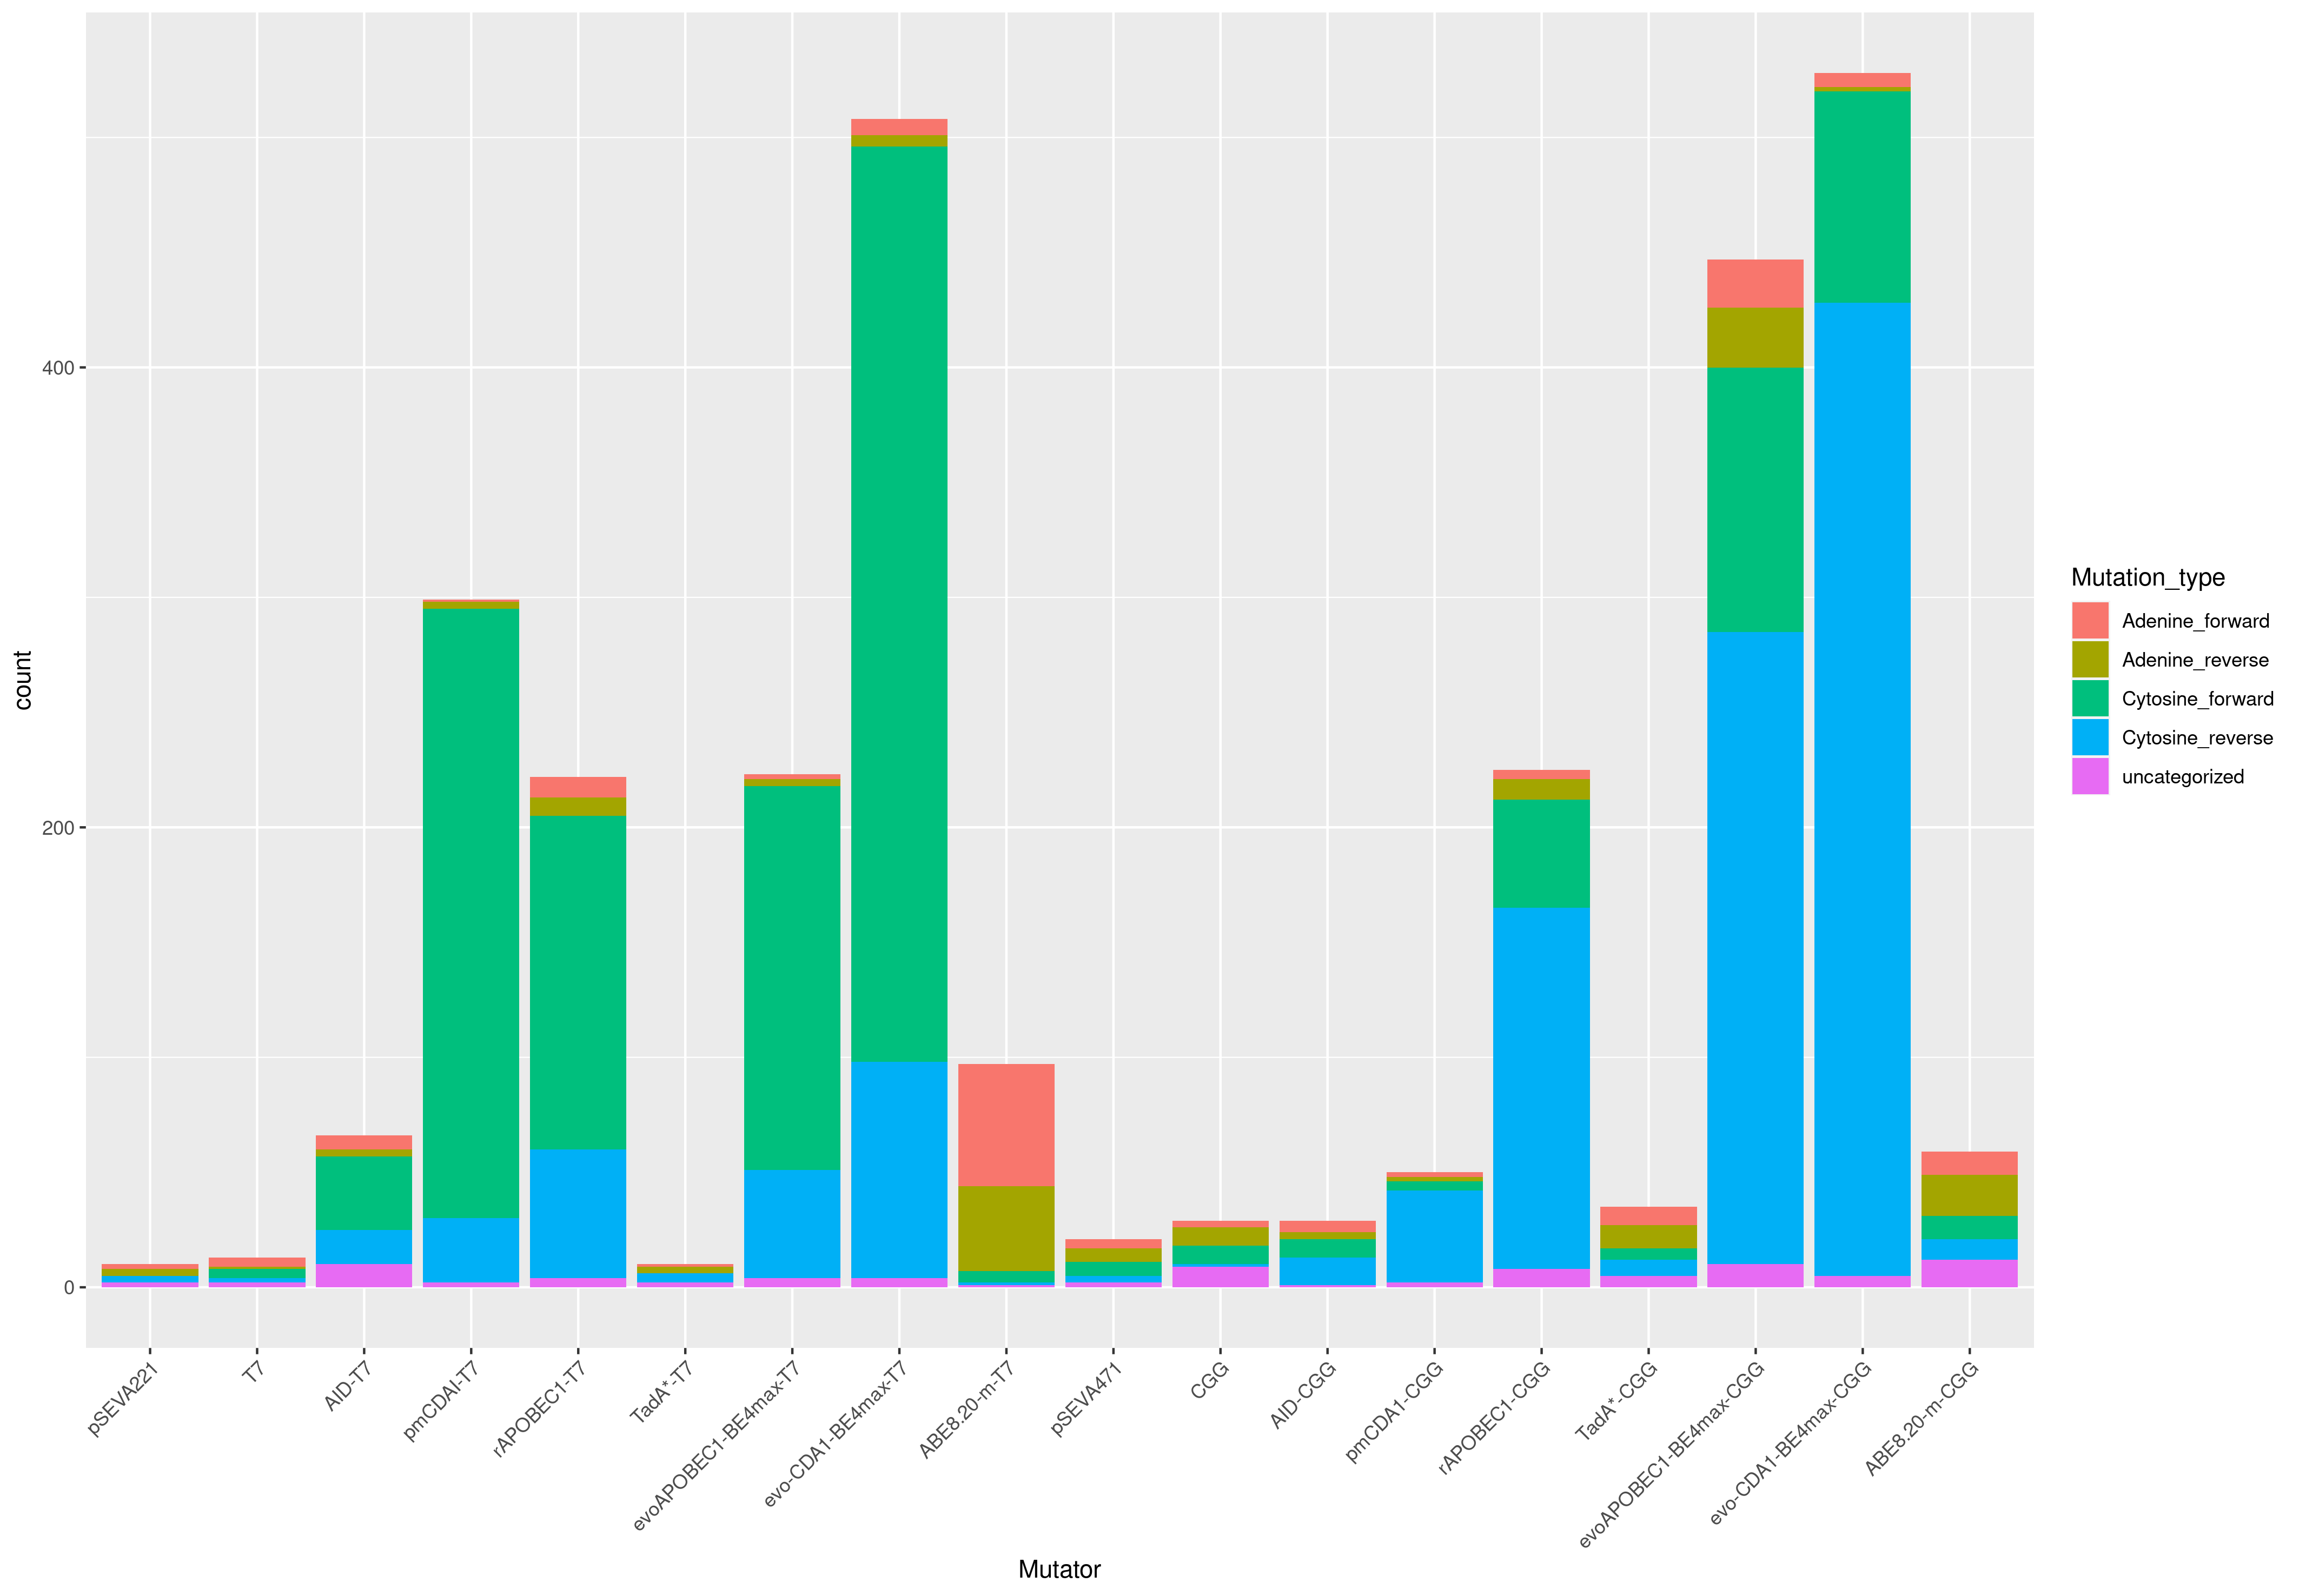 count
400
200
0
pSEVA221
T7
AID-T7
pmCDAI-T7
rAPOBEC1-T7
TadA*-T7
evoAPOBEC1-BE4max-T7
evo-CDA1-BE4max-T7
ABE8.20-m-T7
pSEVA471
CGG
AID-CGG
pmCDA1-CGG
rAPOBEC1-CGG
TadA*-CGG
evoAPOBEC1-BE4max-CGG
evo-CDA1-BE4max-CGG
ABE8.20-m-CGG
Mutator
Mutation_type
Adenine_forward
Adenine_reverse
Cytosine_forward
Cytosine_reverse
uncategorized